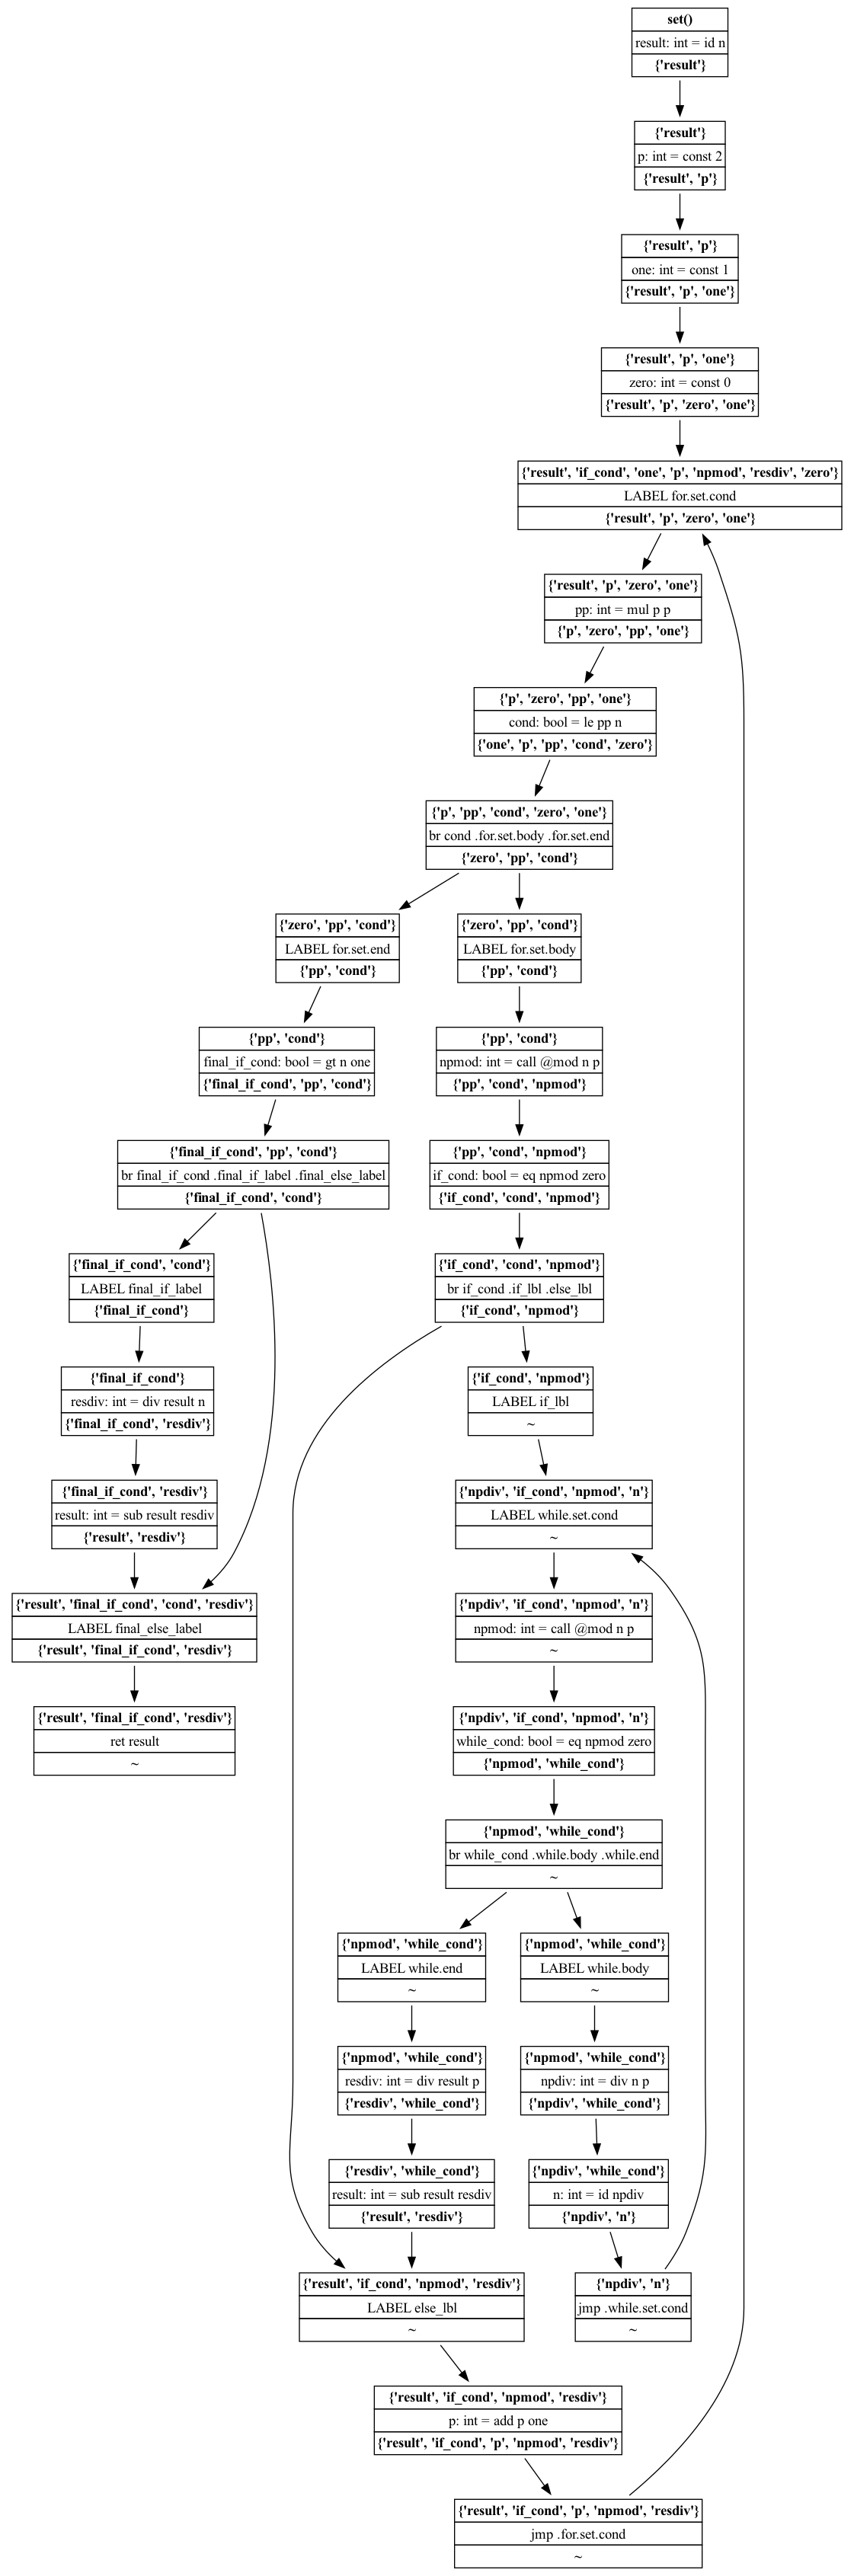 set()
result: int = id n
{'result'}
{'result'}
p: int = const 2
{'result', 'p'}
{'result', 'p'}
one: int = const 1
{'result', 'p', 'one'}
{'result', 'p', 'one'}
zero: int = const 0
{'result', 'p', 'zero', 'one'}
{'result', 'if_cond', 'one', 'p', 'npmod', 'resdiv', 'zero'}
LABEL for.set.cond
{'result', 'p', 'zero', 'one'}
{'result', 'p', 'zero', 'one'}
pp: int = mul p p
{'p', 'zero', 'pp', 'one'}
{'p', 'zero', 'pp', 'one'}
cond: bool = le pp n
{'one', 'p', 'pp', 'cond', 'zero'}
{'p', 'pp', 'cond', 'zero', 'one'}
br cond .for.set.body .for.set.end
{'zero', 'pp', 'cond'}
{'zero', 'pp', 'cond'}
LABEL for.set.end
{'pp', 'cond'}
{'zero', 'pp', 'cond'}
LABEL for.set.body
{'pp', 'cond'}
{'pp', 'cond'}
final_if_cond: bool = gt n one
{'final_if_cond', 'pp', 'cond'}
{'pp', 'cond'}
npmod: int = call @mod n p
{'pp', 'cond', 'npmod'}
{'final_if_cond', 'pp', 'cond'}
br final_if_cond .final_if_label .final_else_label
{'final_if_cond', 'cond'}
{'pp', 'cond', 'npmod'}
if_cond: bool = eq npmod zero
{'if_cond', 'cond', 'npmod'}
{'final_if_cond', 'cond'}
LABEL final_if_label
{'final_if_cond'}
{'if_cond', 'cond', 'npmod'}
br if_cond .if_lbl .else_lbl
{'if_cond', 'npmod'}
{'final_if_cond'}
resdiv: int = div result n
{'final_if_cond', 'resdiv'}
{'if_cond', 'npmod'}
LABEL if_lbl
~
{'final_if_cond', 'resdiv'}
result: int = sub result resdiv
{'result', 'resdiv'}
{'npdiv', 'if_cond', 'npmod', 'n'}
LABEL while.set.cond
~
{'result', 'final_if_cond', 'cond', 'resdiv'}
LABEL final_else_label
{'result', 'final_if_cond', 'resdiv'}
{'npdiv', 'if_cond', 'npmod', 'n'}
npmod: int = call @mod n p
~
{'result', 'final_if_cond', 'resdiv'}
ret result
~
{'npdiv', 'if_cond', 'npmod', 'n'}
while_cond: bool = eq npmod zero
{'npmod', 'while_cond'}
{'npmod', 'while_cond'}
br while_cond .while.body .while.end
~
{'npmod', 'while_cond'}
LABEL while.end
~
{'npmod', 'while_cond'}
LABEL while.body
~
{'npmod', 'while_cond'}
resdiv: int = div result p
{'resdiv', 'while_cond'}
{'npmod', 'while_cond'}
npdiv: int = div n p
{'npdiv', 'while_cond'}
{'resdiv', 'while_cond'}
result: int = sub result resdiv
{'result', 'resdiv'}
{'npdiv', 'while_cond'}
n: int = id npdiv
{'npdiv', 'n'}
{'result', 'if_cond', 'npmod', 'resdiv'}
LABEL else_lbl
~
{'npdiv', 'n'}
jmp .while.set.cond
~
{'result', 'if_cond', 'npmod', 'resdiv'}
p: int = add p one
{'result', 'if_cond', 'p', 'npmod', 'resdiv'}
{'result', 'if_cond', 'p', 'npmod', 'resdiv'}
jmp .for.set.cond
~